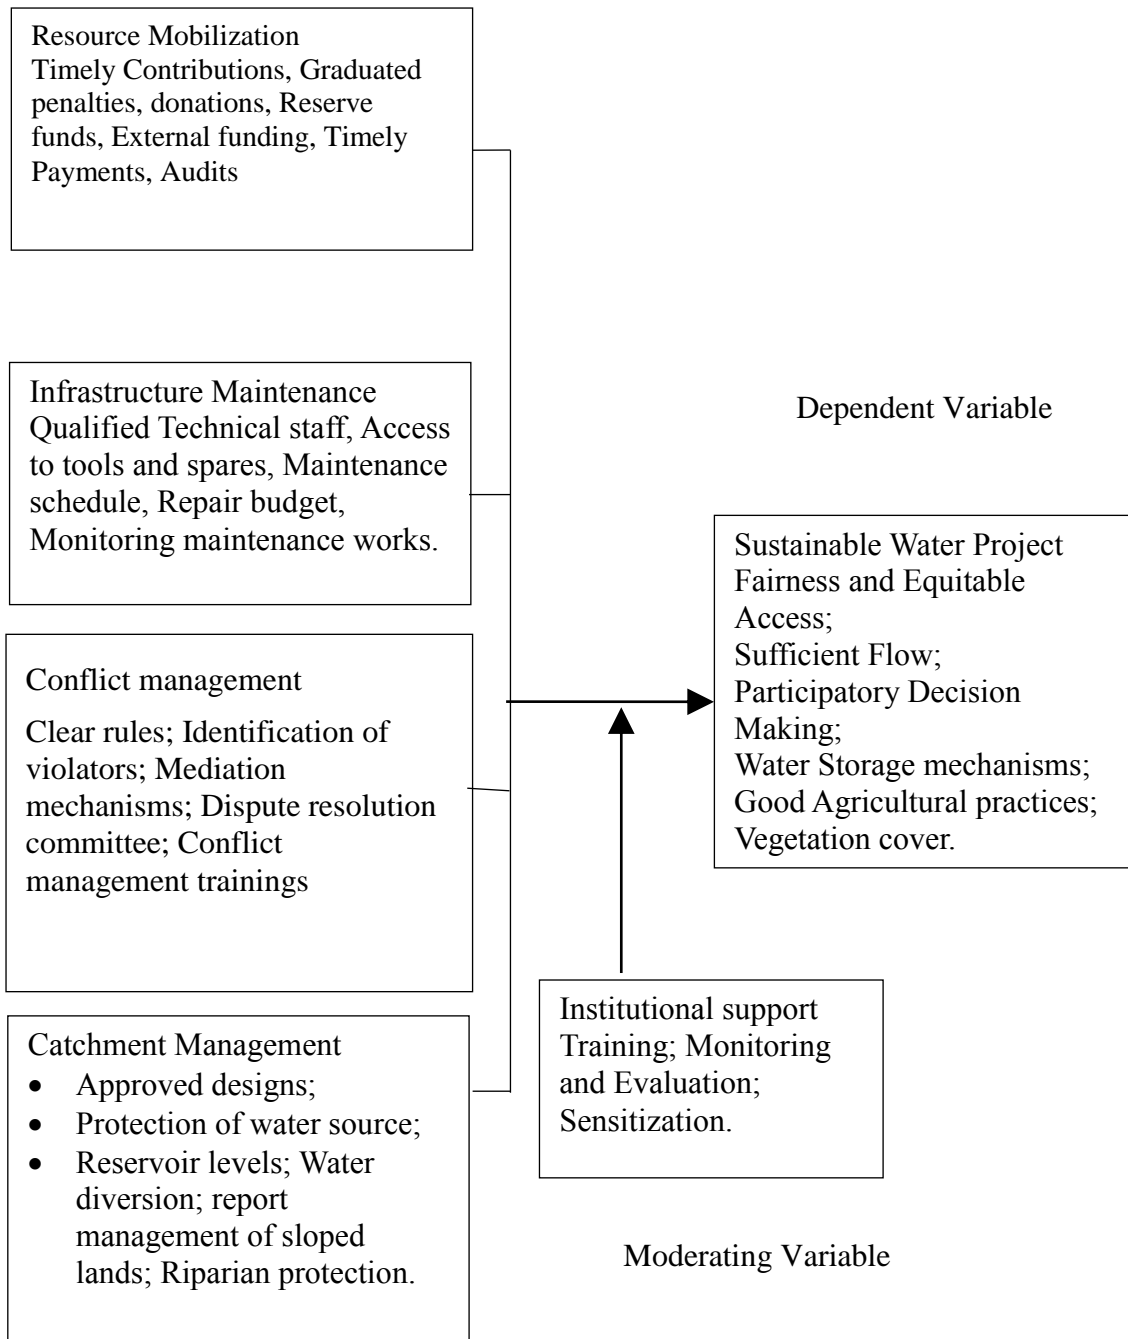 Resource Mobilization
Timely Contributions, Graduated
penalties, donations, Reserve
funds, External funding, Timely
Payments, Audits
Infrastructure Maintenance
Qualified Technical staff, Access
to tools and spares, Maintenance
schedule, Repair budget,
Monitoring maintenance works.
Conflict management
Clear rules; Identification of
violators; Mediation
mechanisms; Dispute resolution
committee; Conflict
management trainings
Catchment Management
• Approved designs;
• Protection of water source;
• Reservoir levels; Water
diversion; report
management of sloped
lands; Riparian protection.
Dependent Variable
Sustainable Water Project
Fairness and Equitable
Access;
Sufficient Flow;
Participatory Decision
Making;
Water Storage mechanisms;
Good Agricultural practices;
Vegetation cover.
Institutional support
Training; Monitoring
and Evaluation;
Sensitization.
Moderating Variable